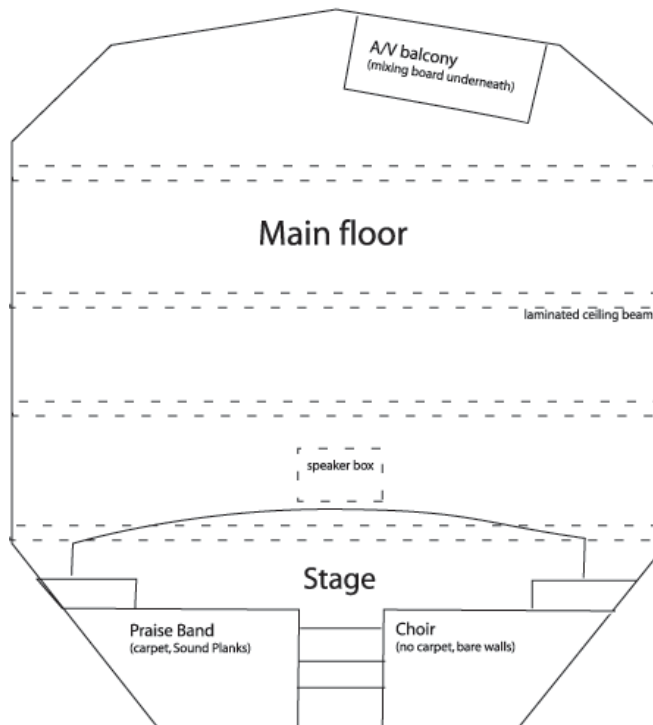 A/V balcony
(mixing board underneath)
Main floor
laminated ceiling beam
speaker box
Stage
Praise Band
(carpet, Sound Planks)
Choir
(no carpet, bare walls)